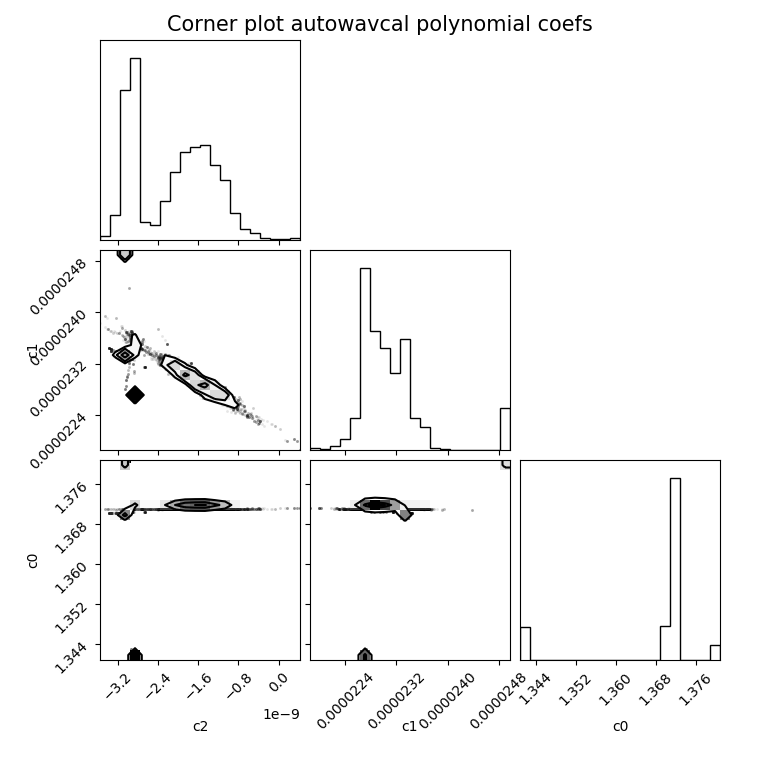 Corner plot autowavcal polynomial coefs
0.0000248
0.0000240
0.0000232
0.0000224
c1
1.376
1.368
1.360
1.352
1.344
c0
−3.2 −2.4 −1.6 −0.8 0.0
1e−9
c2
0.0000224 0.0000232 0.0000240 0.0000248
c1
1.344 1.352 1.360 1.368 1.376
c0